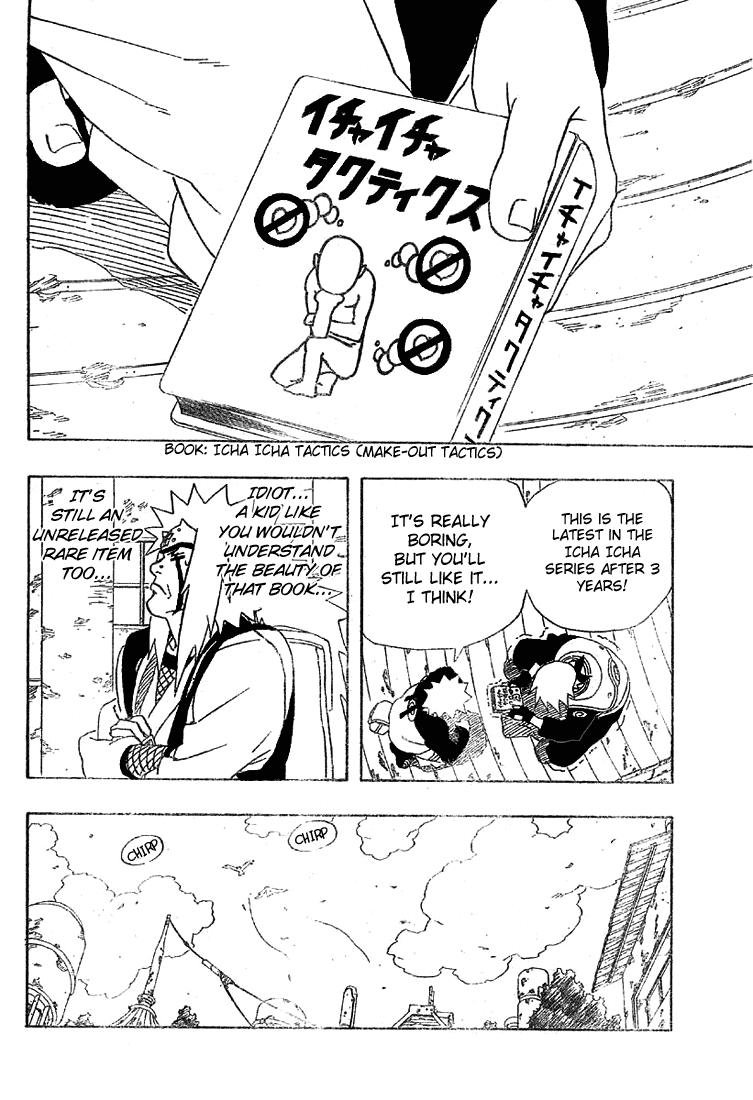 イチャイチャ
タクティクス
イチャイチャタクティク
BOOK: ICHA ICHA TACTICS (MAKE-OUT TACTICS)
THIS IS THE
LATEST IN THE
ICHA ICHA
SERIES AFTER 3
YEARS!
IT'S REALLY
BORING,
BUT YOU'LL
STILL LIKE IT...
I THINK!
IDIOT...
A KID LIKE
YOU WOULDN'T
UNDERSTAND
THE BEAUTY OF
THAT BOOK...
IT'S
STILL AN
UNRELEASED
RARE ITEM
TOO...
CHIRP
CHIRP